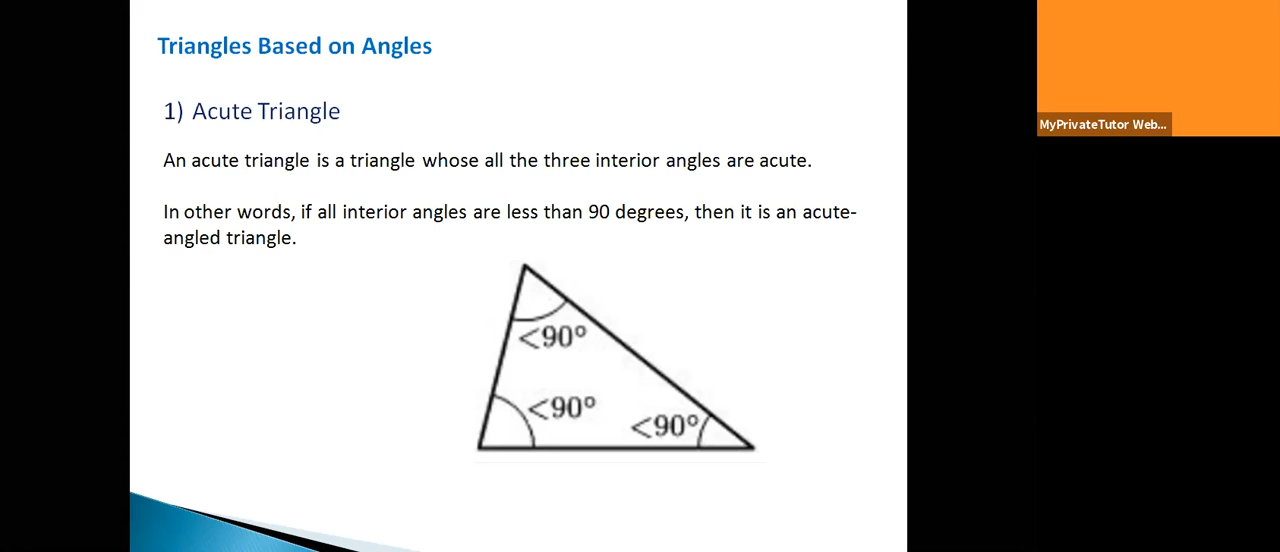 Triangles Based on Angles
1) Acute Triangle
An acute triangle is a triangle whose all the three interior angles are acute.
In other words, if all interior angles are less than 90 degrees, then it is an acute-
angled triangle.
<90°
<90°
<90°
MyPrivateTutor Web...